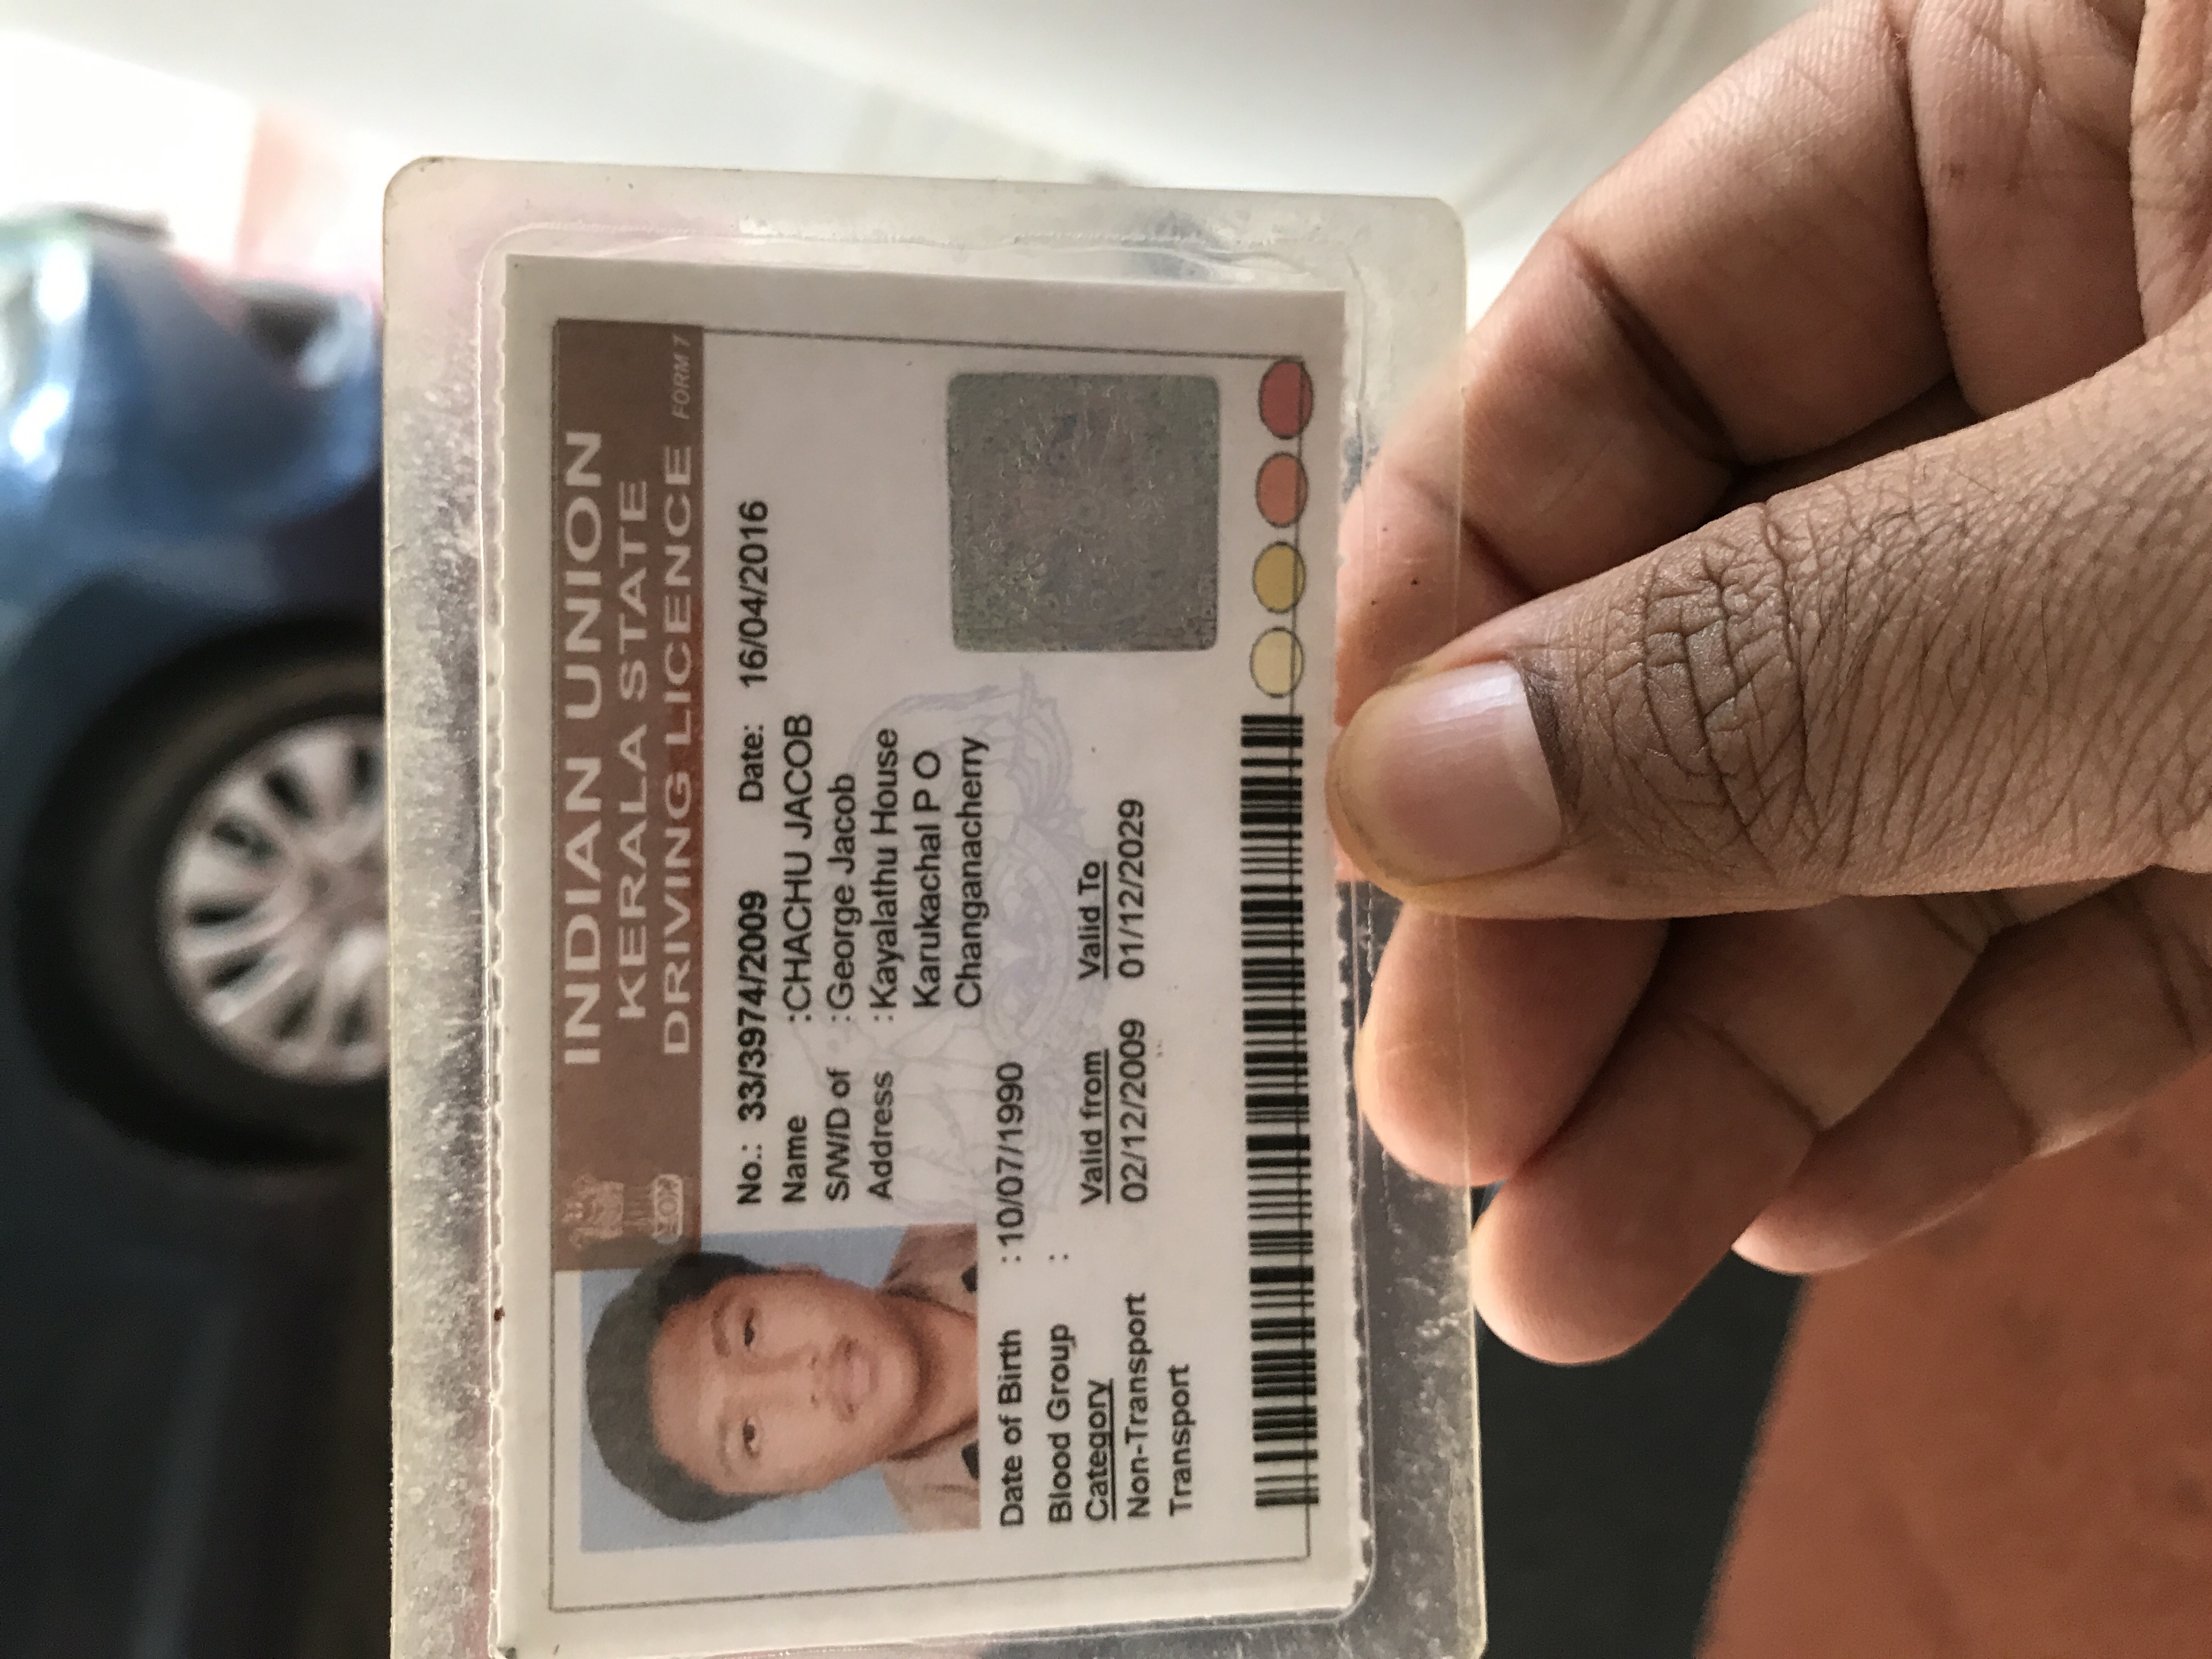 INDIAN UNION
KERALA STATE
DRIVING LICENCE FORM 7
No.: 33/3974/2009 Date: 16/04/2016
Name :CHACHU JACOB
S/W/D of :George Jacob
Address :Kayalathu House
Karukachal P O
Changanacherry
Date of Birth : 10/07/1990
Blood Group :
Category Valid from Valid To
Non-Transport 02/12/2009 01/12/2029
Transport
INDIAN